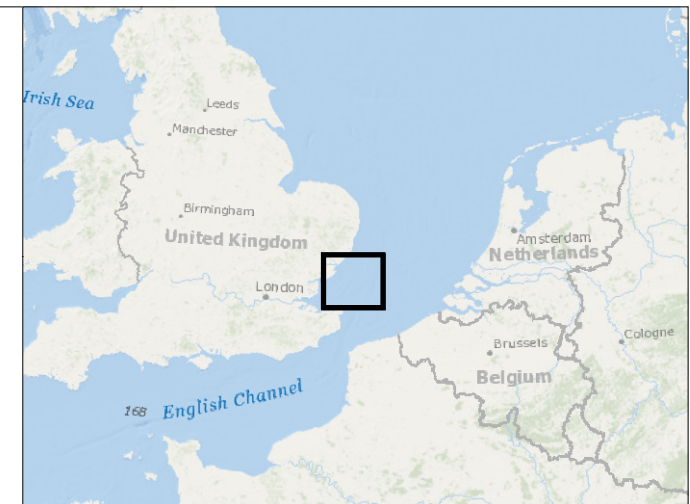 Irish Sea
Leeds
Manchester
Birmingham
United Kingdom
London
Amsterdam
Netherlands
Cologne
Brussels
Belgium
168 English Channel